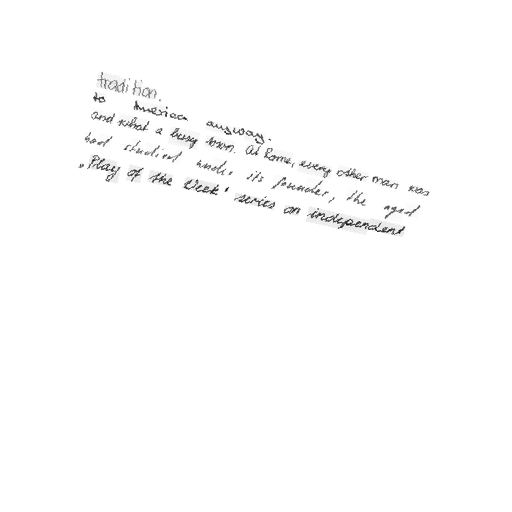 tradition.
to America anyway.
and what a busy town. At Rome, every other man was
had studied under its founder, the aged
"Play of the Week' series on independent